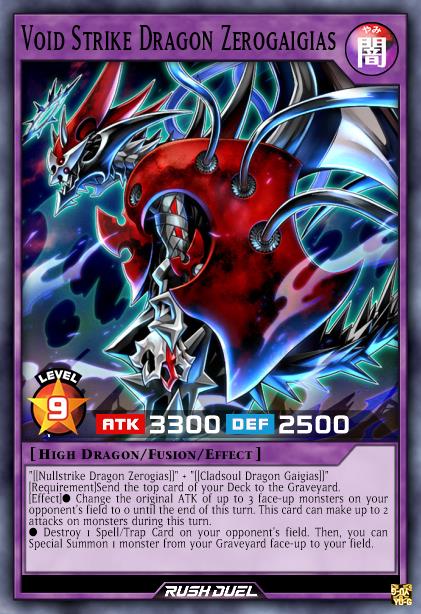 Void Strike Dragon Zerogaigias
やみ
闇
LEVEL
9
ATK 3300 DEF 2500
[High Dragon/Fusion/Effect]
"[[Nullstrike Dragon Zerogias]]" + "[[Cladsoul Dragon Gaigias]]"
[Requirement]Send the top card of your Deck to the Graveyard.
[Effect]● Change the original ATK of up to 3 face-up monsters on your
opponent's field to 0 until the end of this turn. This card can make up to 2
attacks on monsters during this turn.
● Destroy 1 Spell/Trap Card on your opponent's field. Then, you can
Special Summon 1 monster from your Graveyard face-up to your field.
RUSH DUEL